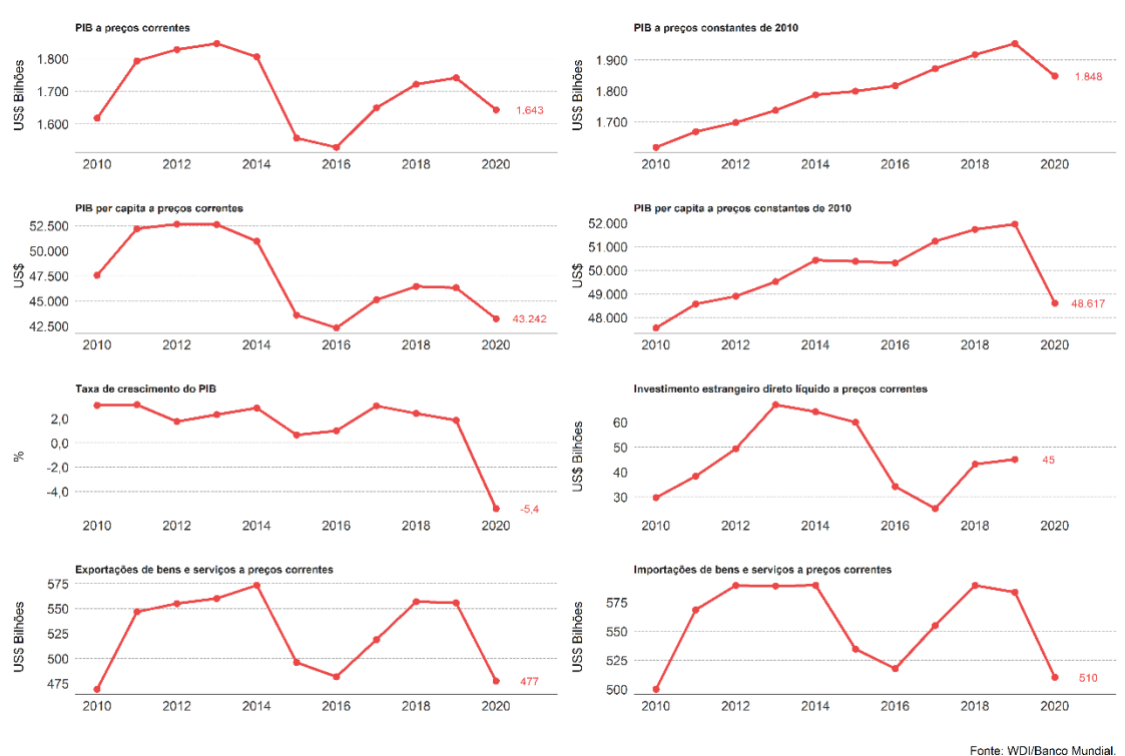 PIB a preços correntes
US$ Bilhões
1.800
1.700
1.600
1.643
2010 2012 2014 2016 2018 2020
PIB a preços constantes de 2010
US$ Bilhões
1.900
1.800
1.700
1.848
2010 2012 2014 2016 2018 2020
PIB per capita a preços correntes
US$
52.500
50.000
47.500
45.000
42.500
43.242
2010 2012 2014 2016 2018 2020
PIB per capita a preços constantes de 2010
US$
52.000
51.000
50.000
49.000
48.000
48.617
2010 2012 2014 2016 2018 2020
Taxa de crescimento do PIB
%
2,0
0,0
-2,0
-4,0
-5,4
2010 2012 2014 2016 2018 2020
Investimento estrangeiro direto líquido a preços correntes
US$ Bilhões
60
50
40
30
45
2010 2012 2014 2016 2018 2020
Exportações de bens e serviços a preços correntes
US$ Bilhões
575
550
525
500
475
477
2010 2012 2014 2016 2018 2020
Importações de bens e serviços a preços correntes
US$ Bilhões
575
550
525
500
510
2010 2012 2014 2016 2018 2020
Fonte: WDI/Banco Mundial.